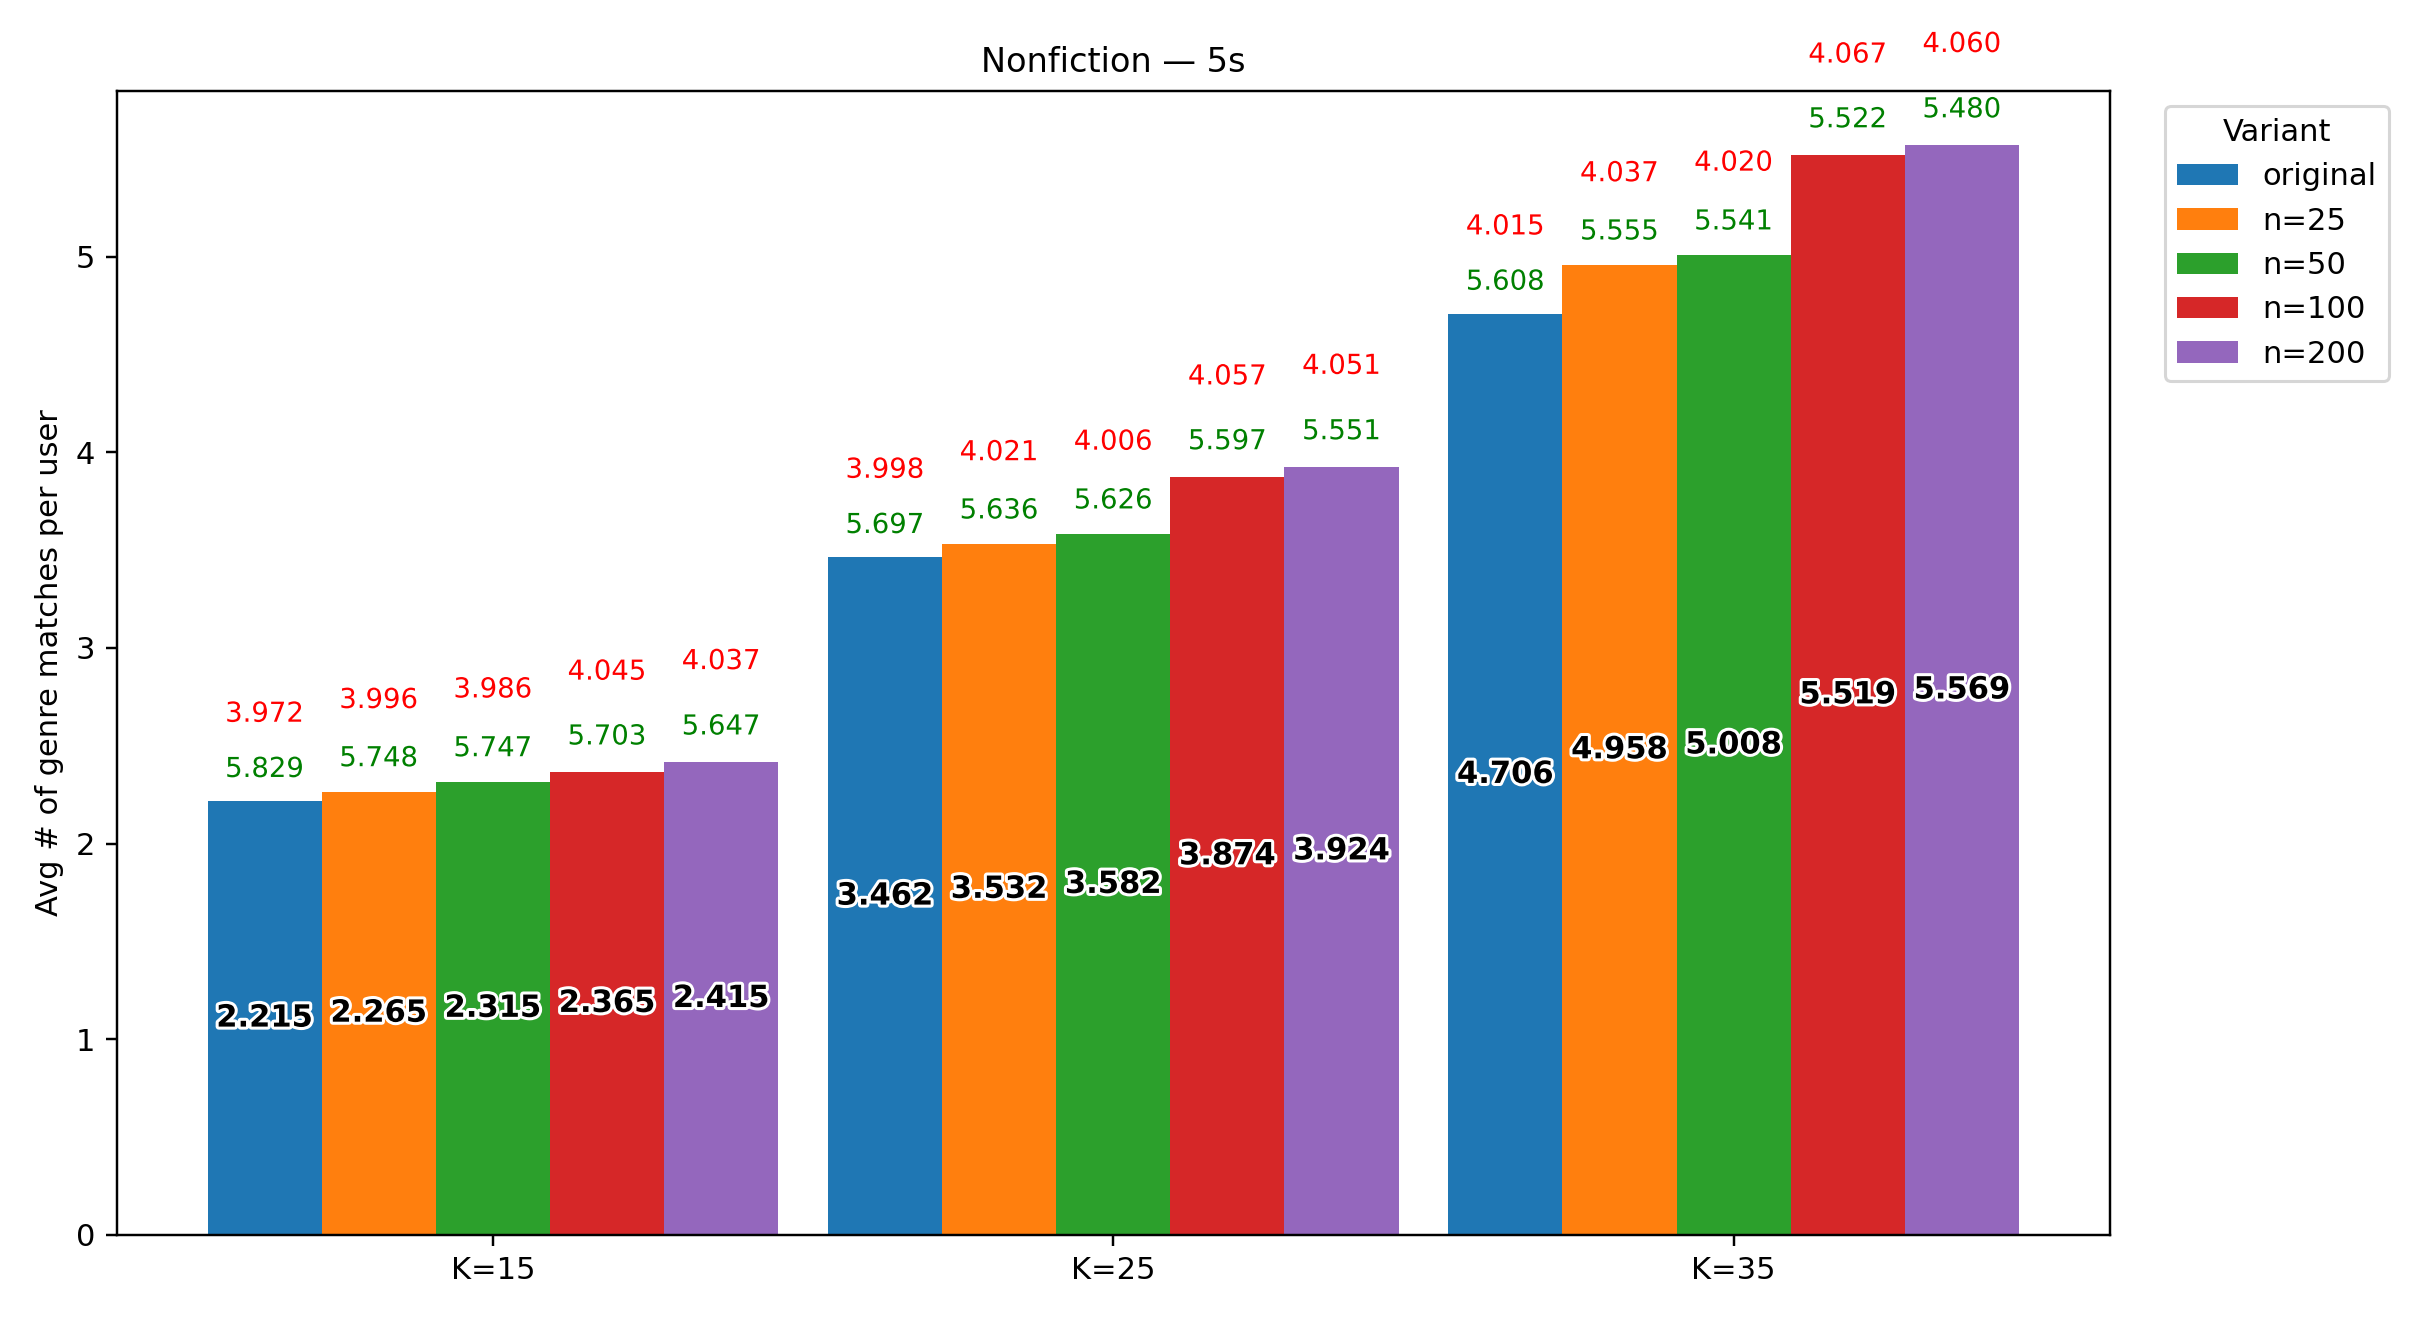 Nonfiction — 5s
4.067 4.060
5.522 5.480
4.015 4.037 4.020
5.608 5.555 5.541
4.057 4.051
5.597 5.551
3.998 4.021 4.006
5.697 5.636 5.626
3.972 3.996 3.986 4.045 4.037
5.829 5.748 5.747 5.703 5.647
2.215 2.265 2.315 2.365 2.415
3.462 3.532 3.582 3.874 3.924
4.706 4.958 5.008 5.519 5.569
Avg # of genre matches per user
5
4
3
2
1
0
K=15 K=25 K=35
Variant
original
n=25
n=50
n=100
n=200